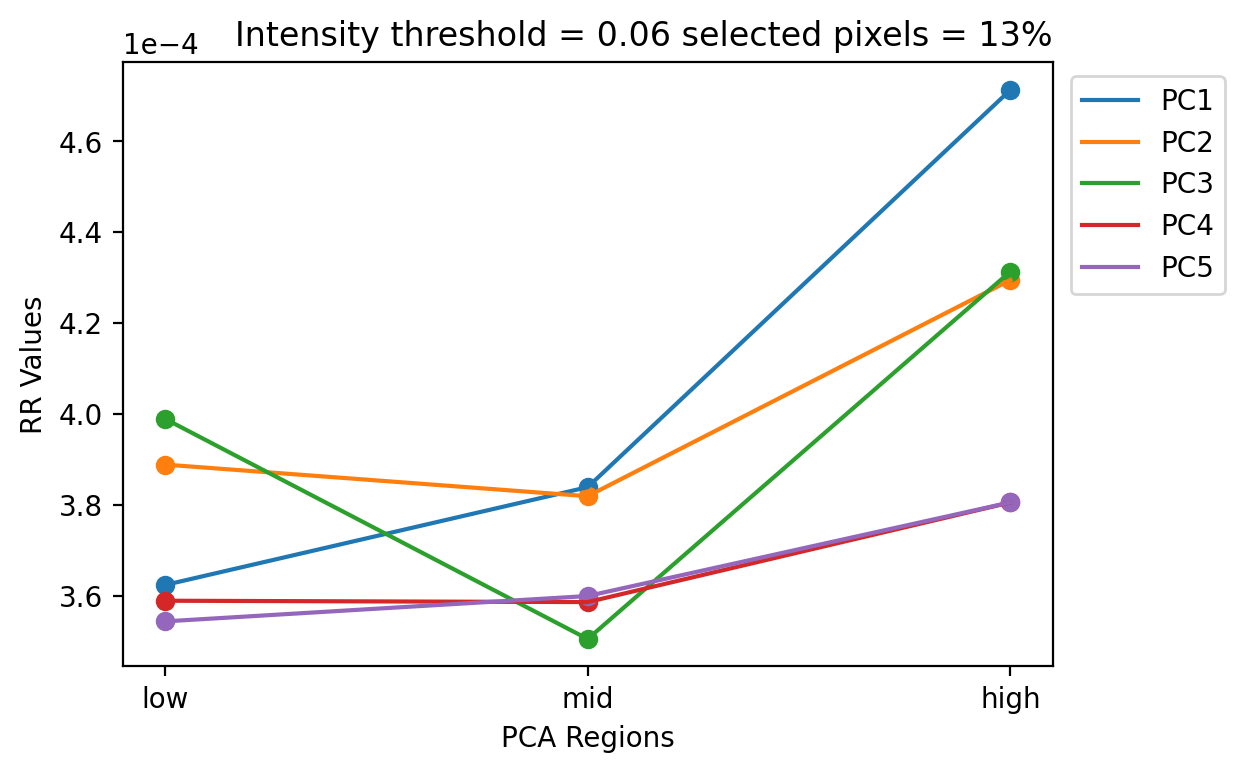 1e−4 Intensity threshold = 0.06 selected pixels = 13%
PC1
PC2
PC3
PC4
PC5
4.6
4.4
4.2
4.0
3.8
3.6
RR Values
low mid high
PCA Regions